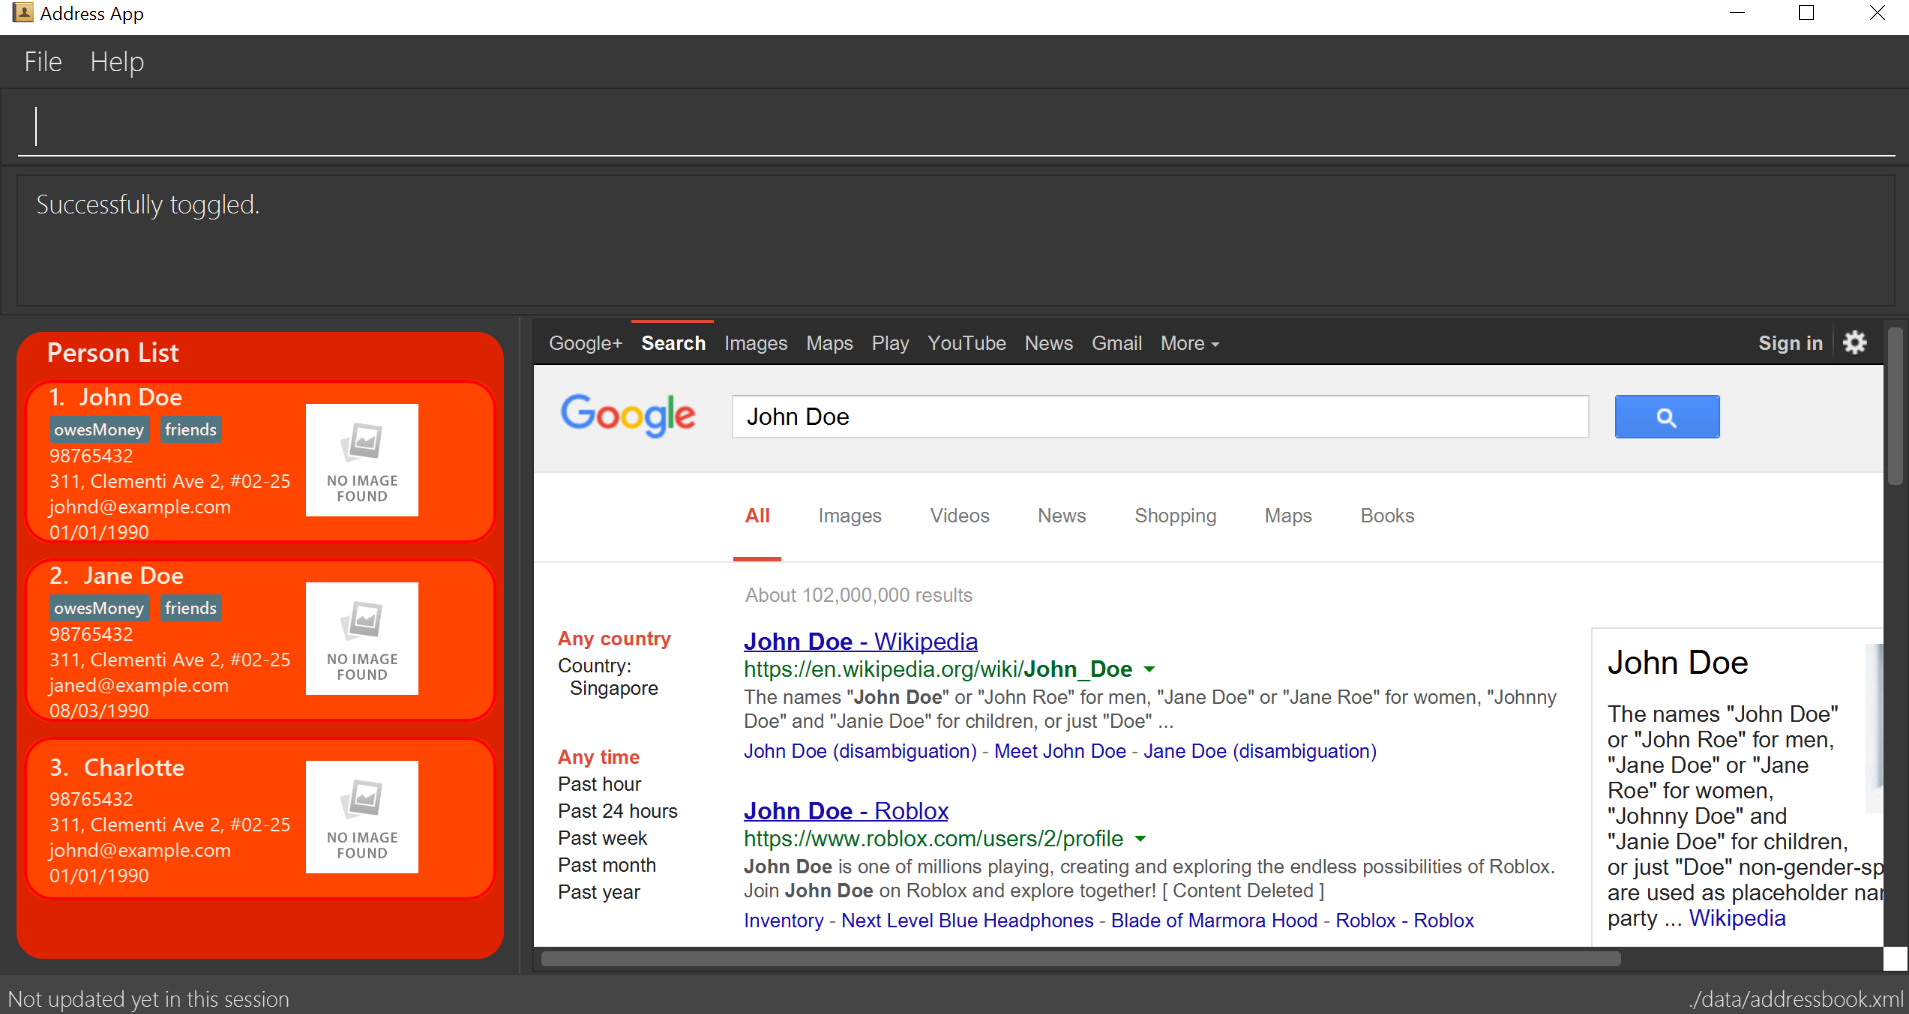 Address App
File Help
Successfully toggled.
Person List
1. John Doe
owesMoney friends
98765432
311, Clementi Ave 2, #02-25
johnd@example.com
01/01/1990
NO IMAGE
FOUND
2. Jane Doe
owesMoney friends
98765432
311, Clementi Ave 2, #02-25
janed@example.com
08/03/1990
NO IMAGE
FOUND
3. Charlotte
98765432
311, Clementi Ave 2, #02-25
johnd@example.com
01/01/1990
NO IMAGE
FOUND
Google+ Search Images Maps Play YouTube News Gmail More Sign in
Google John Doe
All Images Videos News Shopping Maps Books
About 102,000,000 results
Any country
Country:
Singapore
Any time
Past hour
Past 24 hours
Past week
Past month
Past year
John Doe - Wikipedia
https://en.wikipedia.org/wiki/John_Doe
The names "John Doe" or "John Roe" for men, "Jane Doe" or "Jane Roe" for women, "Johnny
Doe" and "Janie Doe" for children, or just "Doe" ...
John Doe (disambiguation) - Meet John Doe - Jane Doe (disambiguation)
John Doe - Roblox
https://www.roblox.com/users/2/profile
John Doe is one of millions playing, creating and exploring the endless possibilities of Roblox.
Join John Doe on Roblox and explore together! [ Content Deleted ]
Inventory - Next Level Blue Headphones - Blade of Marmora Hood - Roblox - Roblox
John Doe
The names "John Doe"
or "John Roe" for men,
"Jane Doe" or "Jane
Roe" for women,
"Johnny Doe" and
"Janie Doe" for children,
or just "Doe" non-gender-sp
are used as placeholder nar
party ... Wikipedia
Not updated yet in this session
./data/addressbook.xml